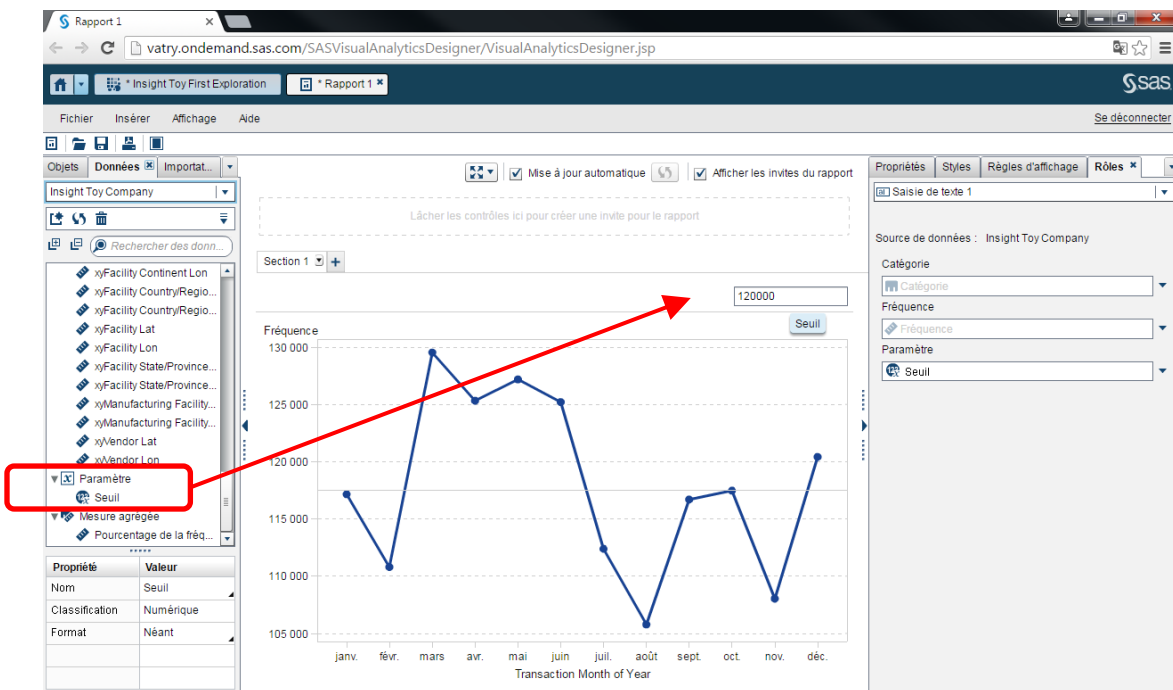 Rapport 1
vatry.ondemand.sas.com/SASVisualAnalyticsDesigner/VisualAnalyticsDesigner.jsp
* Insight Toy First Exploration
* Rapport 1
sas
Fichier Insérer Affichage Aide
Se déconnecter
Objets Données Importat...
Insight Toy Company
Rechercher des donn...
xyFacility Continent Lon
xyFacility Country/Regio...
xyFacility Country/Regio...
xyFacility Lat
xyFacility Lon
xyFacility State/Province...
xyFacility State/Province...
xyManufacturing Facility...
xyManufacturing Facility...
xyVendor Lat
xyVendor Lon
Paramètre
Seuil
Mesure agrégée
Pourcentage de la fréq...
Propriété Valeur
Nom Seuil
Classification Numérique
Format Néant
Mise à jour automatique
Afficher les invites du rapport
Lâcher les contrôles ici pour créer une invite pour le rapport
Section 1
120000
Seuil
Fréquence
130 000
125 000
120 000
115 000
110 000
105 000
janv. févr. mars avr. mai juin juil. août sept. oct. nov. déc.
Transaction Month of Year
Propriétés Styles Règles d'affichage Rôles
Saisie de texte 1
Source de données : Insight Toy Company
Catégorie
Catégorie
Fréquence
Fréquence
Paramètre
Seuil